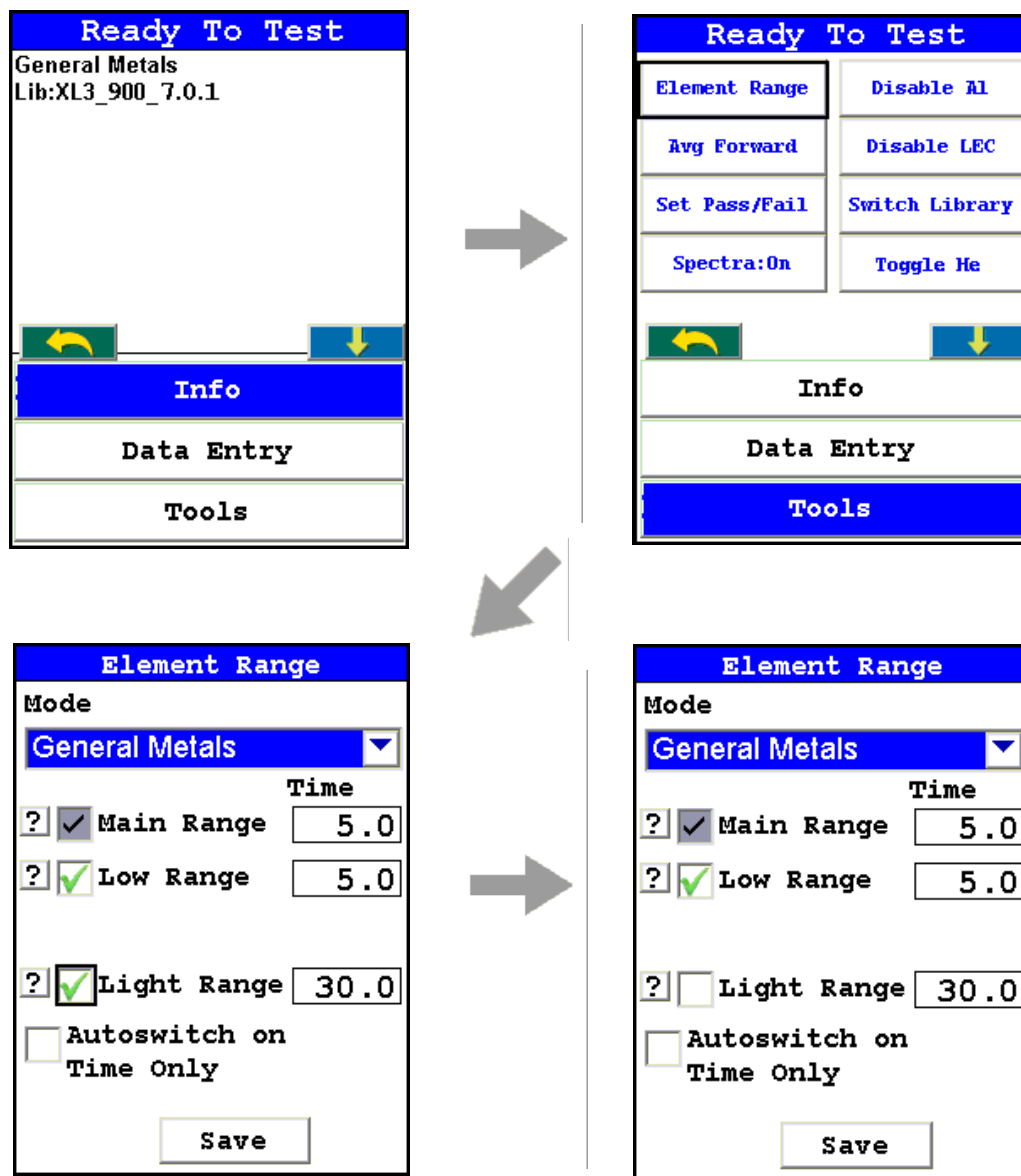 Ready To Test
General Metals
Lib:XL3_900_7.0.1
Info
Data Entry
Tools
Ready To Test
Element Range Disable Al
Avg Forward Disable LEC
Set Pass/Fail Switch Library
Spectra:On Toggle He
Info
Data Entry
Tools
Element Range
Mode
General Metals
Time
? Main Range 5.0
? Low Range 5.0
? Light Range 30.0
Autoswitch on
Time Only
Save
Element Range
Mode
General Metals
Time
? Main Range 5.0
? Low Range 5.0
? Light Range 30.0
Autoswitch on
Time Only
Save